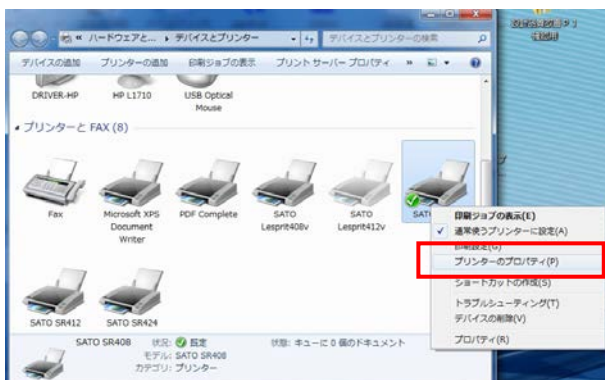 ハードウェアと... ▸ デバイスとプリンター
デバイスとプリンターの検索
デバイスの追加 プリンターの追加 印刷ジョブの表示 プリント サーバー プロパティ »
DRIVER-HP
HP L1710
USB Optical
Mouse
プリンターと FAX (8)
Fax
Microsoft XPS
Document
Writer
PDF Complete
SATO
Lesprit408v
SATO
Lesprit412v
SAT
印刷ジョブの表示(E)
通常使うプリンターに設定(A)
印刷設定(G)
プリンターのプロパティ(P)
ショートカットの作成(S)
トラブルシューティング(T)
デバイスの削除(V)
プロパティ(R)
SATO SR412
SATO SR424
SATO SR408 状況: 既定 状態: キューに 0 個のドキュメント
モデル: SATO SR408
カテゴリ: プリンター